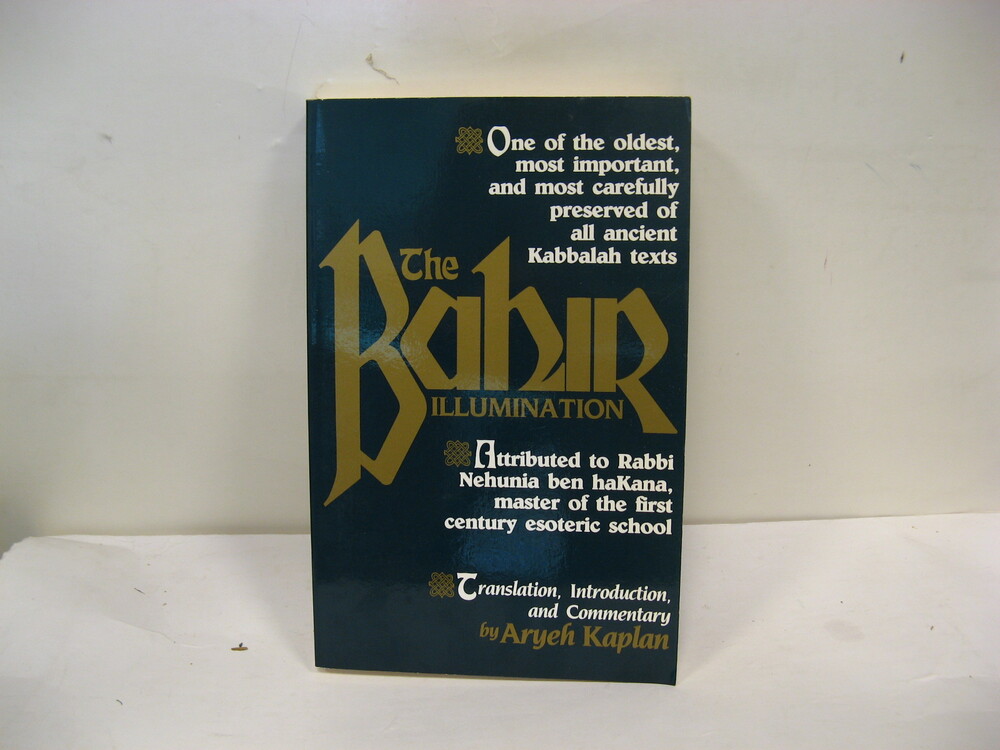 One of the oldest,
most important,
and most carefully
preserved of
all ancient
Kabbalah texts
The
Bahir
ILLUMINATION
Attributed to Rabbi
Nehunia ben haKana,
master of the first
century esoteric school
Translation, Introduction,
and Commentary
by Aryeh Kaplan